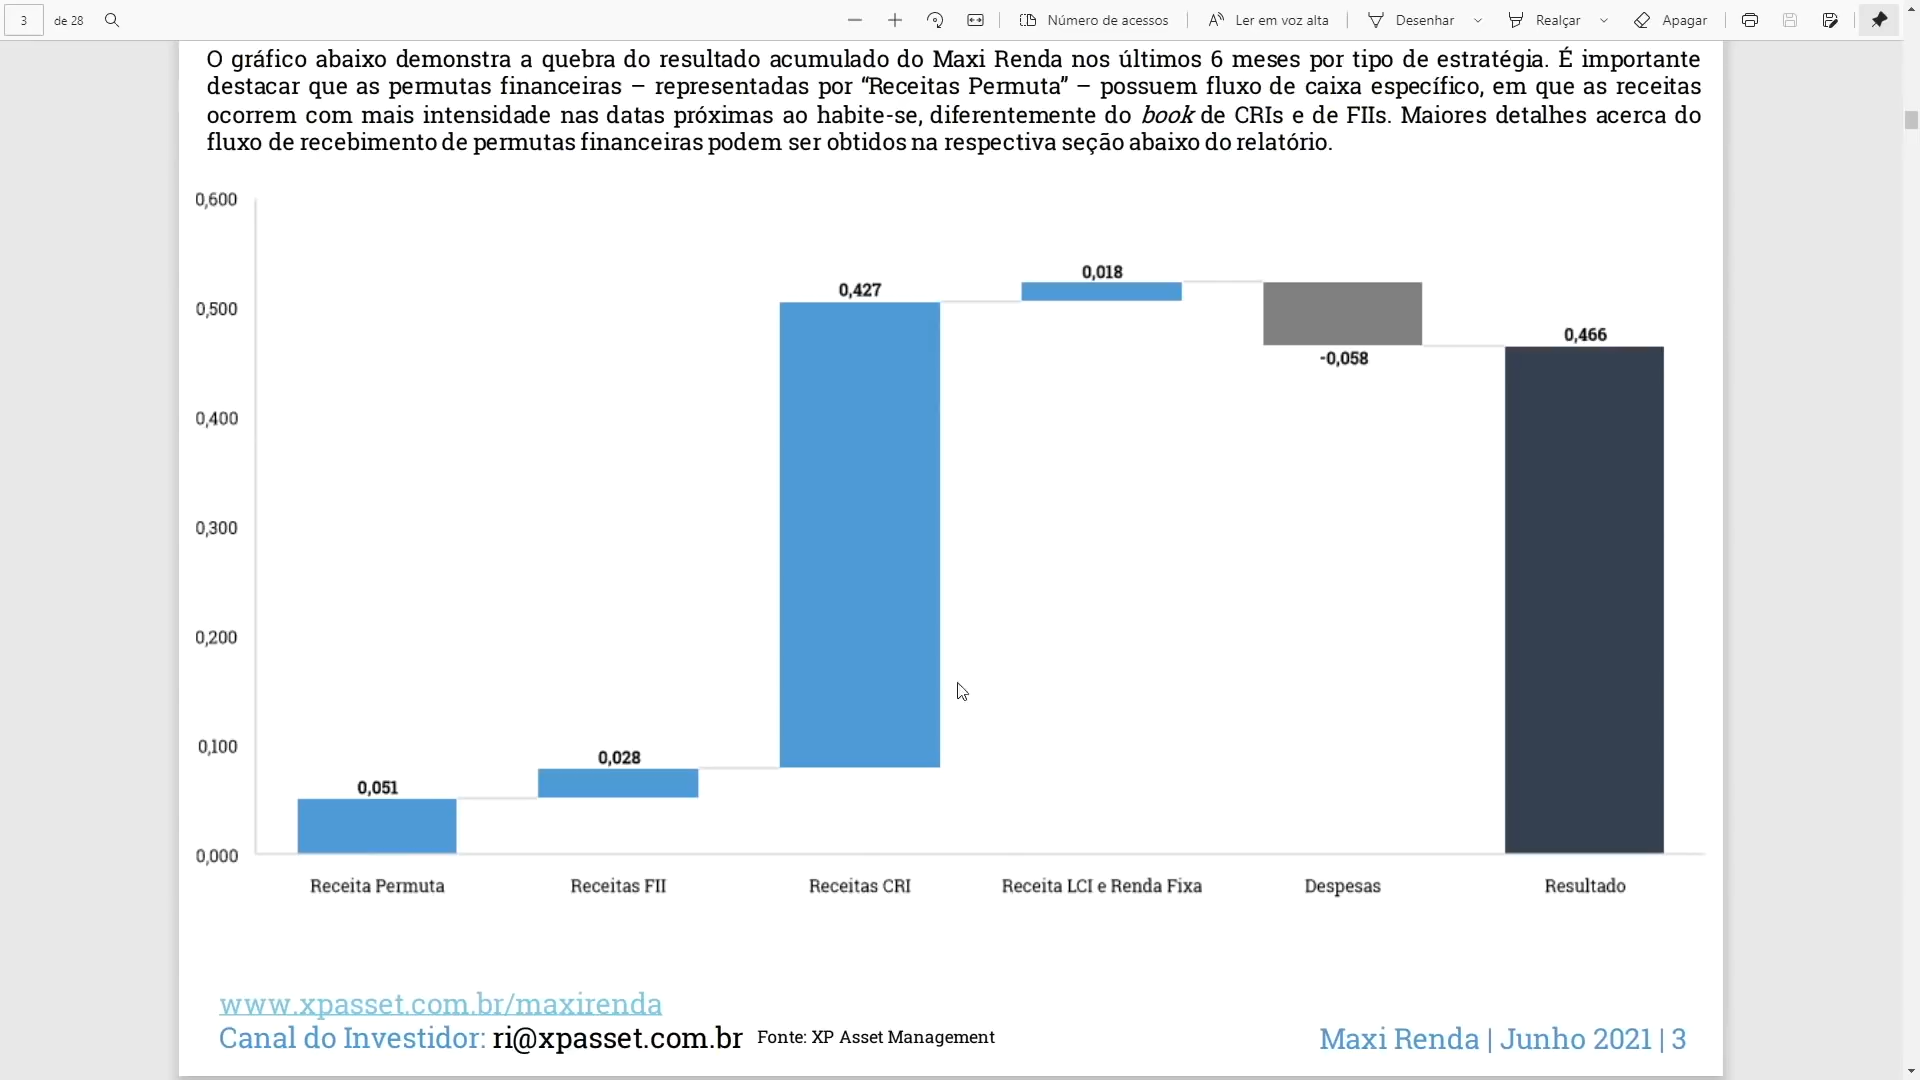 3 de 28 Número de acessos Ler em voz alta Desenhar Realçar Apagar
O gráfico abaixo demonstra a quebra do resultado acumulado do Maxi Renda nos últimos 6 meses por tipo de estratégia. É importante
destacar que as permutas financeiras – representadas por “Receitas Permuta” – possuem fluxo de caixa específico, em que as receitas
ocorrem com mais intensidade nas datas próximas ao habite-se, diferentemente do book de CRIs e de FIIs. Maiores detalhes acerca do
fluxo de recebimento de permutas financeiras podem ser obtidos na respectiva seção abaixo do relatório.
0,600
0,500
0,400
0,300
0,200
0,100
0,000
0,051
0,028
0,427
0,018
-0,058
0,466
Receita Permuta
Receitas FII
Receitas CRI
Receita LCI e Renda Fixa
Despesas
Resultado
www.xpasset.com.br/maxirenda
Canal do Investidor: ri@xpasset.com.br
Fonte: XP Asset Management
Maxi Renda | Junho 2021 | 3